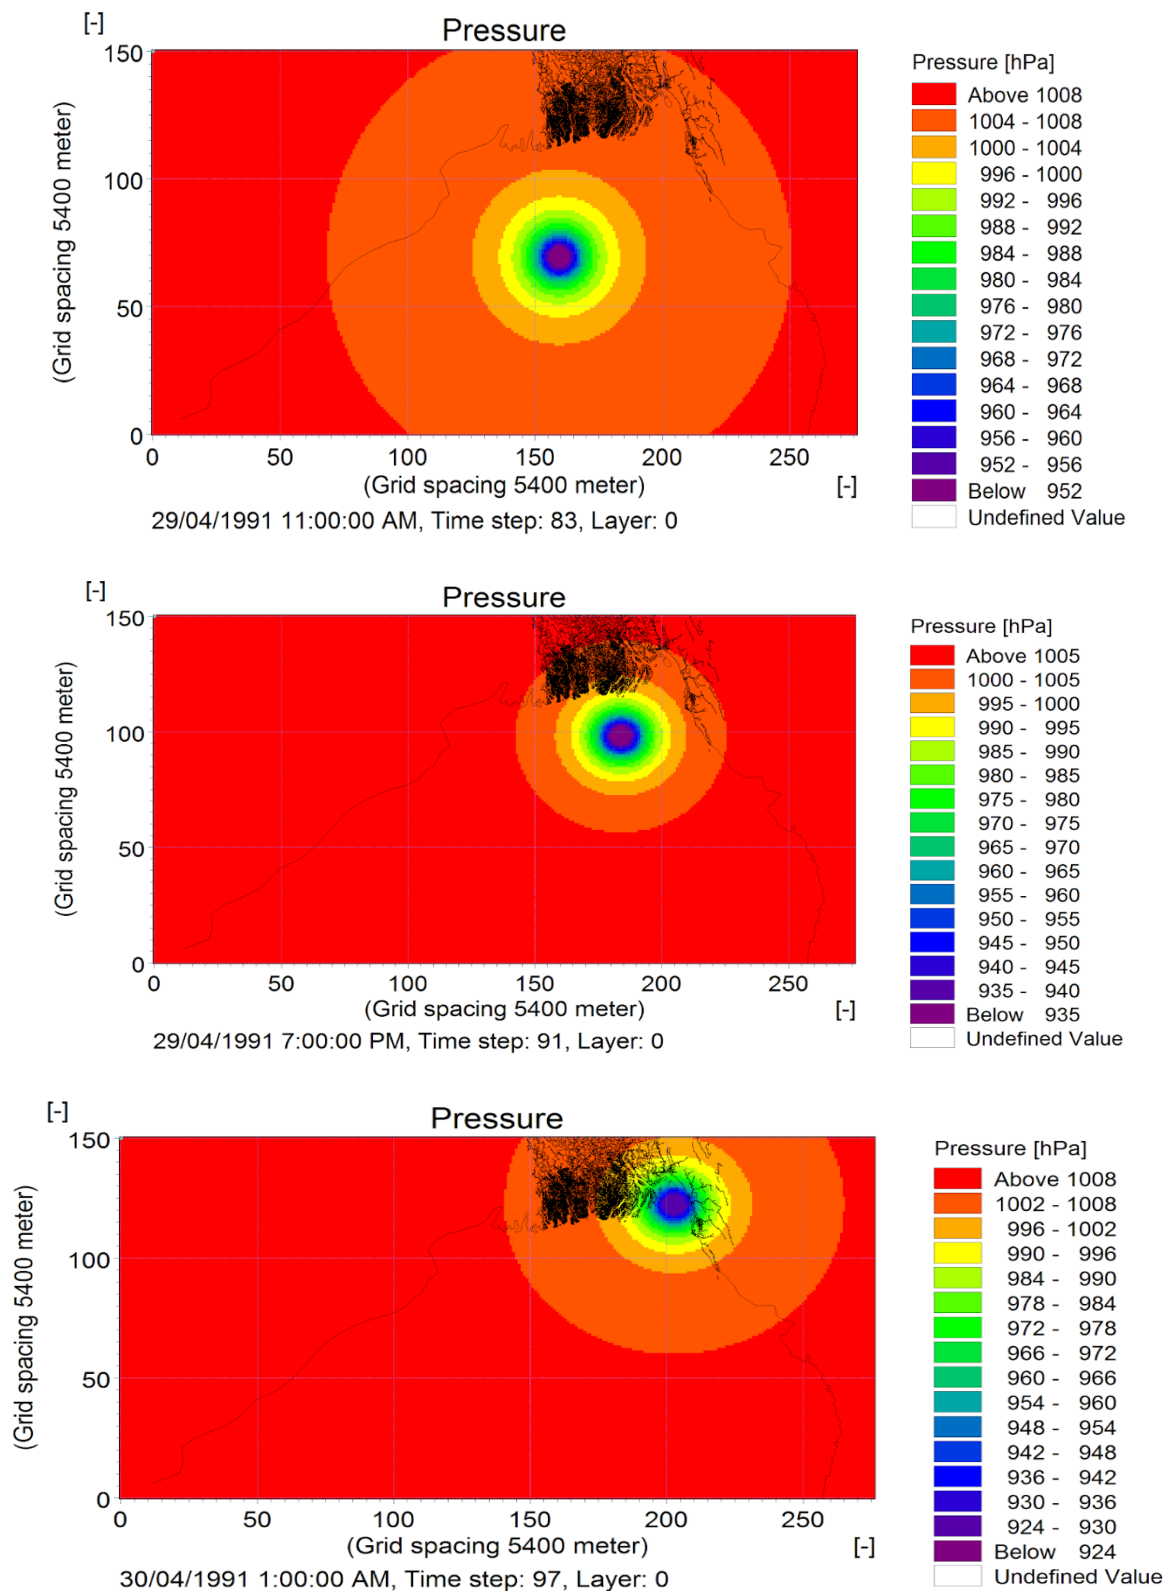 [-]
Pressure
150
100
50
0
(Grid spacing 5400 meter)
0 50 100 150 200 250
(Grid spacing 5400 meter) [-]
29/04/1991 11:00:00 AM, Time step: 83, Layer: 0
Pressure [hPa]
Above 1008
1004 - 1008
1000 - 1004
996 - 1000
992 - 996
988 - 992
984 - 988
980 - 984
976 - 980
972 - 976
968 - 972
964 - 968
960 - 964
956 - 960
952 - 956
Below 952
Undefined Value
[-]
Pressure
150
100
50
0
(Grid spacing 5400 meter)
0 50 100 150 200 250
(Grid spacing 5400 meter) [-]
29/04/1991 7:00:00 PM, Time step: 91, Layer: 0
Pressure [hPa]
Above 1005
1000 - 1005
995 - 1000
990 - 995
985 - 990
980 - 985
975 - 980
970 - 975
965 - 970
960 - 965
955 - 960
950 - 955
945 - 950
940 - 945
935 - 940
Below 935
Undefined Value
[-]
Pressure
150
100
50
0
(Grid spacing 5400 meter)
0 50 100 150 200 250
(Grid spacing 5400 meter) [-]
30/04/1991 1:00:00 AM, Time step: 97, Layer: 0
Pressure [hPa]
Above 1008
1002 - 1008
996 - 1002
990 - 996
984 - 990
978 - 984
972 - 978
966 - 972
960 - 966
954 - 960
948 - 954
942 - 948
936 - 942
930 - 936
924 - 930
Below 924
Undefined Value